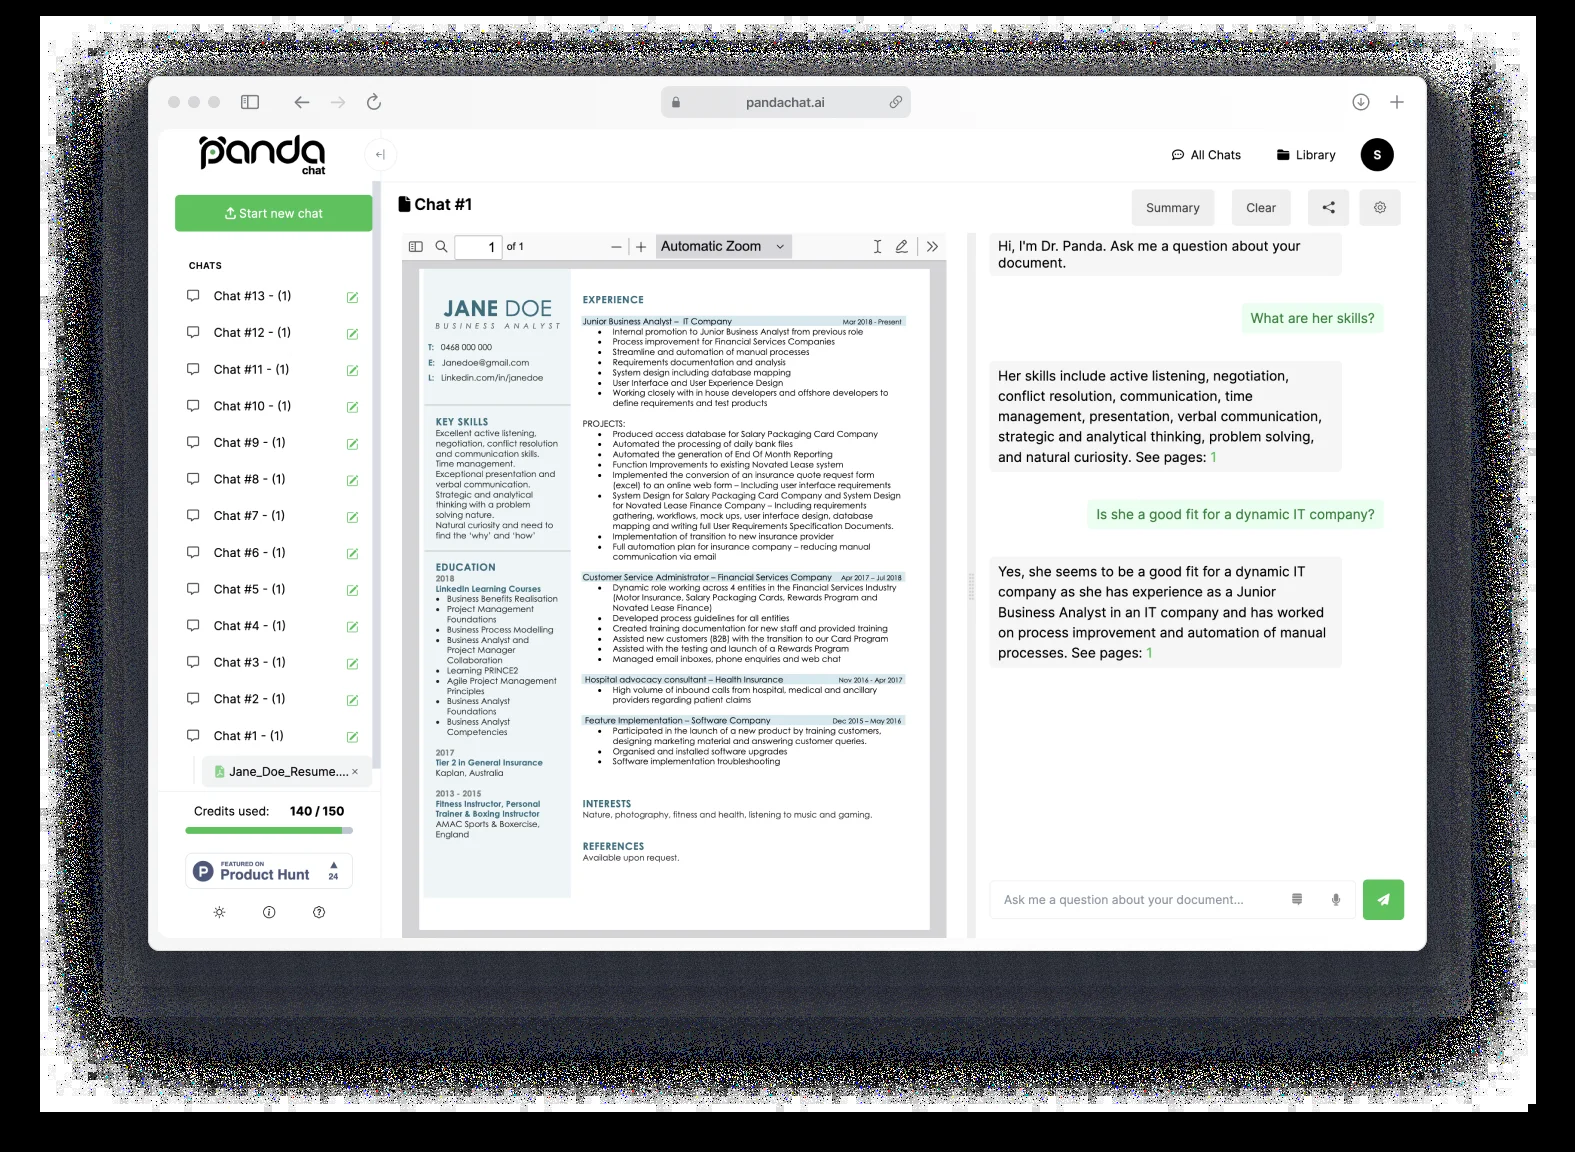 pandachat.ai
panda
chat
All Chats
Library
S
Start new chat
CHATS
Chat #13 - (1)
Chat #12 - (1)
Chat #11 - (1)
Chat #10 - (1)
Chat #9 - (1)
Chat #8 - (1)
Chat #7 - (1)
Chat #6 - (1)
Chat #5 - (1)
Chat #4 - (1)
Chat #3 - (1)
Chat #2 - (1)
Chat #1 - (1)
Jane_Doe_Resume.... ×
Credits used: 140 / 150
P
FEATURED ON
Product Hunt
24
Chat #1
Summary
Clear
1 of 1
Automatic Zoom
JANE DOE
BUSINESS ANALYST
T: 0468 000 000
E: Janedoe@gmail.com
L: Linkedin.com/in/janedoe
KEY SKILLS
Excellent active listening,
negotiation, conflict resolution
and communication skills.
Time management.
Exceptional presentation and
verbal communication.
Strategic and analytical
thinking with a problem
solving nature.
Natural curiosity and need to
find the ‘why’ and ‘how’
EDUCATION
2018
LinkedIn Learning Courses
• Business Benefits Realisation
• Project Management
Foundations
• Business Process Modelling
• Business Analyst and
Project Manager
Collaboration
• Learning PRINCE2
• Agile Project Management
Principles
• Business Analyst
Foundations
• Business Analyst
Competencies
2017
Tier 2 in General Insurance
Kaplan, Australia
2013 - 2015
Fitness Instructor, Personal
Trainer & Boxing Instructor
AMAC Sports & Boxercise,
England
EXPERIENCE
Junior Business Analyst – IT Company Mar 2018 - Present
• Internal promotion to Junior Business Analyst from previous role
• Process improvement for Financial Services Companies
• Streamline and automation of manual processes
• Requirements documentation and analysis
• System design including database mapping
• User Interface and User Experience Design
• Working closely with in house developers and offshore developers to
define requirements and test products
PROJECTS:
• Produced access database for Salary Packaging Card Company
• Automated the processing of daily bank files
• Automated the generation of End Of Month Reporting
• Function Improvements to existing Novated Lease system
• Implemented the conversion of an insurance quote request form
(excel) to an online web form – Including user interface requirements
• System Design for Salary Packaging Card Company and System Design
for Novated Lease Finance Company – Including requirements
gathering, workflows, mock ups, user interface design, database
mapping and writing full User Requirements Specification Documents.
• Implementation of transition to new insurance provider
• Full automation plan for insurance company – reducing manual
communication via email
Customer Service Administrator – Financial Services Company Apr 2017 – Jul 2018
• Dynamic role working across 4 entities in the Financial Services Industry
(Motor Insurance, Salary Packaging Cards, Rewards Program and
Novated Lease Finance)
• Developed process guidelines for all entities
• Created training documentation for new staff and provided training
• Assisted new customers (B2B) with the transition to our Card Program
• Assisted with the testing and launch of a Rewards Program
• Managed email inboxes, phone enquiries and web chat
Hospital advocacy consultant – Health Insurance Nov 2016 - Apr 2017
• High volume of inbound calls from hospital, medical and ancillary
providers regarding patient claims
Feature Implementation – Software Company Dec 2015 – May 2016
• Participated in the launch of a new product by training customers,
designing marketing material and answering customer queries.
• Organised and installed software upgrades
• Software implementation troubleshooting
INTERESTS
Nature, photography, fitness and health, listening to music and gaming.
REFERENCES
Available upon request.
Hi, I'm Dr. Panda. Ask me a question about your
document.
What are her skills?
Her skills include active listening, negotiation,
conflict resolution, communication, time
management, presentation, verbal communication,
strategic and analytical thinking, problem solving,
and natural curiosity. See pages: 1
Is she a good fit for a dynamic IT company?
Yes, she seems to be a good fit for a dynamic IT
company as she has experience as a Junior
Business Analyst in an IT company and has worked
on process improvement and automation of manual
processes. See pages: 1
Ask me a question about your document...